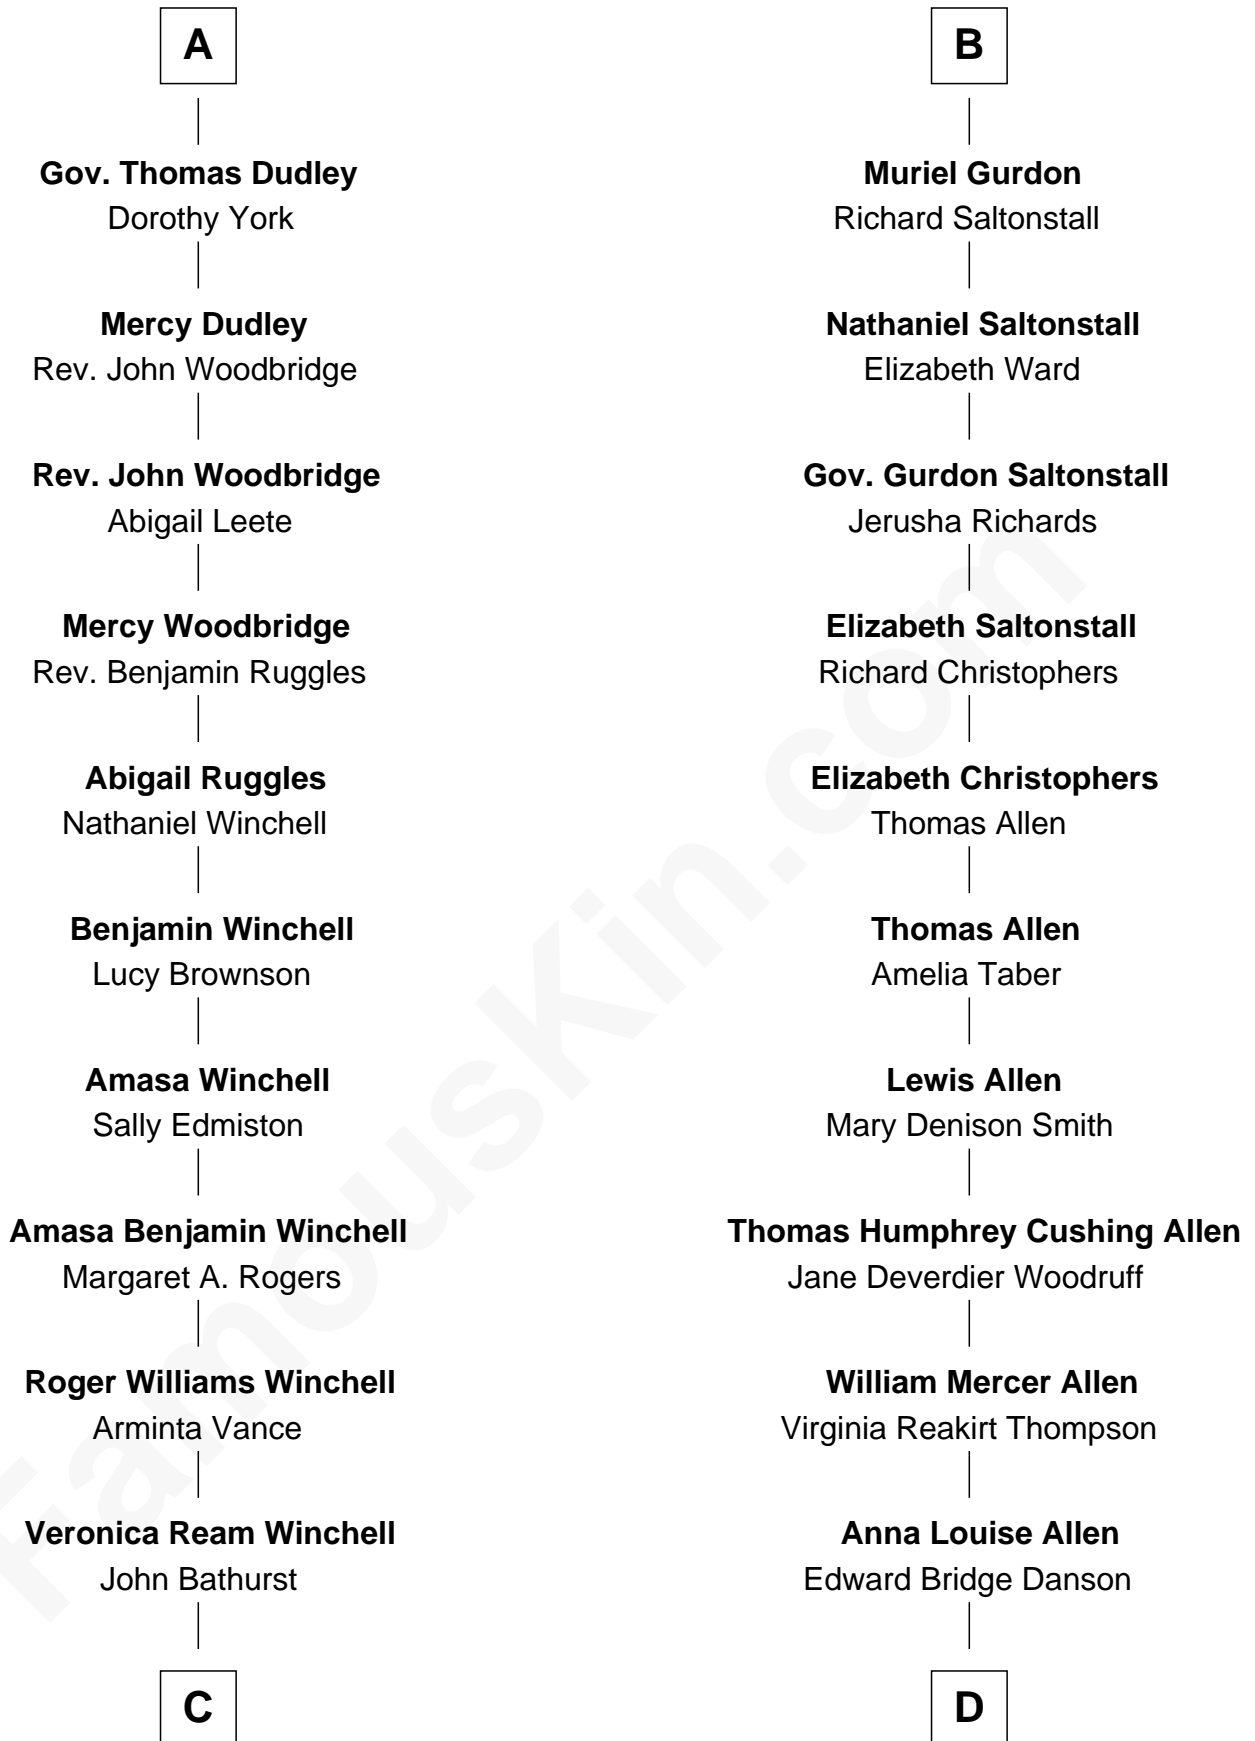 A
Gov. Thomas Dudley
Dorothy York
Mercy Dudley
Rev. John Woodbridge
Rev. John Woodbridge
Abigail Leete
Mercy Woodbridge
Rev. Benjamin Ruggles
Abigail Ruggles
Nathaniel Winchell
Benjamin Winchell
Lucy Brownson
Amasa Winchell
Sally Edmiston
Amasa Benjamin Winchell
Margaret A. Rogers
Roger Williams Winchell
Arminta Vance
Veronica Ream Winchell
John Bathurst
C
B
Muriel Gurdon
Richard Saltonstall
Nathaniel Saltonstall
Elizabeth Ward
Gov. Gurdon Saltonstall
Jerusha Richards
Elizabeth Saltonstall
Richard Christophers
Elizabeth Christophers
Thomas Allen
Thomas Allen
Amelia Taber
Lewis Allen
Mary Denison Smith
Thomas Humphrey Cushing Allen
Jane Deverdier Woodruff
William Mercer Allen
Virginia Reakirt Thompson
Anna Louise Allen
Edward Bridge Danson
D
FamousKin.com